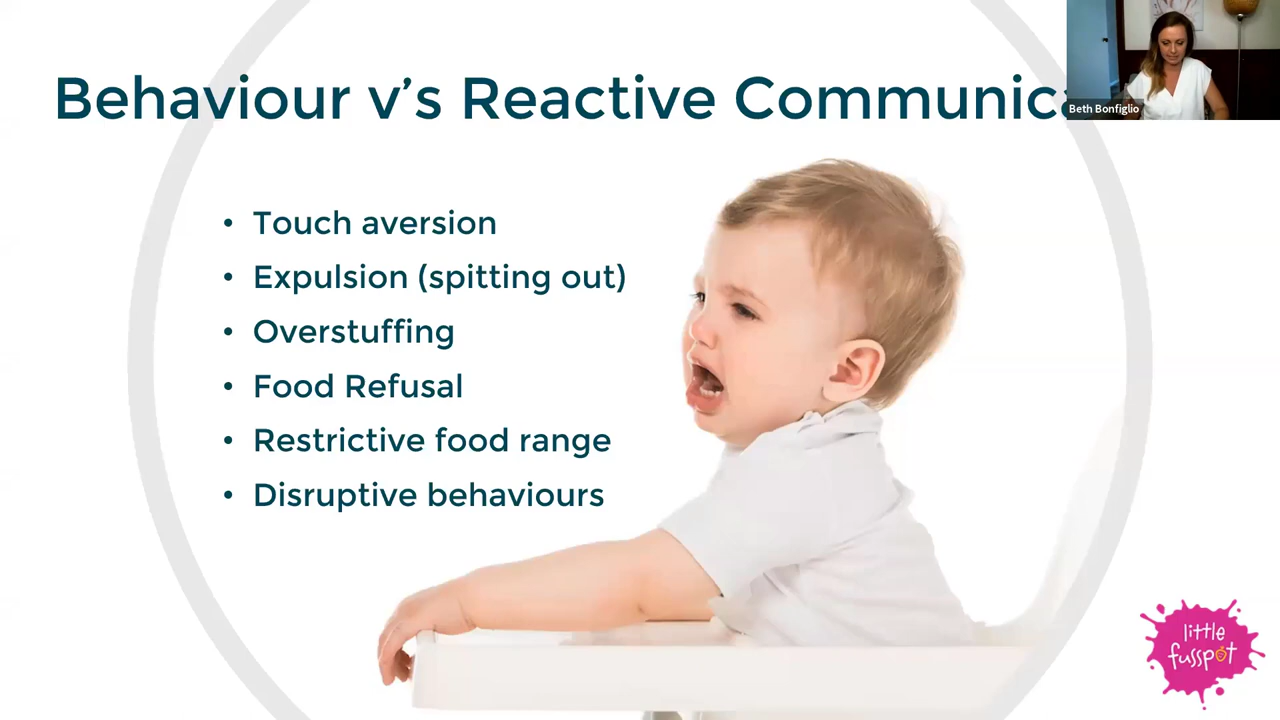 Behaviour v's Reactive Communic
Beth Bonfiglio
• Touch aversion
• Expulsion (spitting out)
• Overstuffing
• Food Refusal
• Restrictive food range
• Disruptive behaviours
little
fusspot